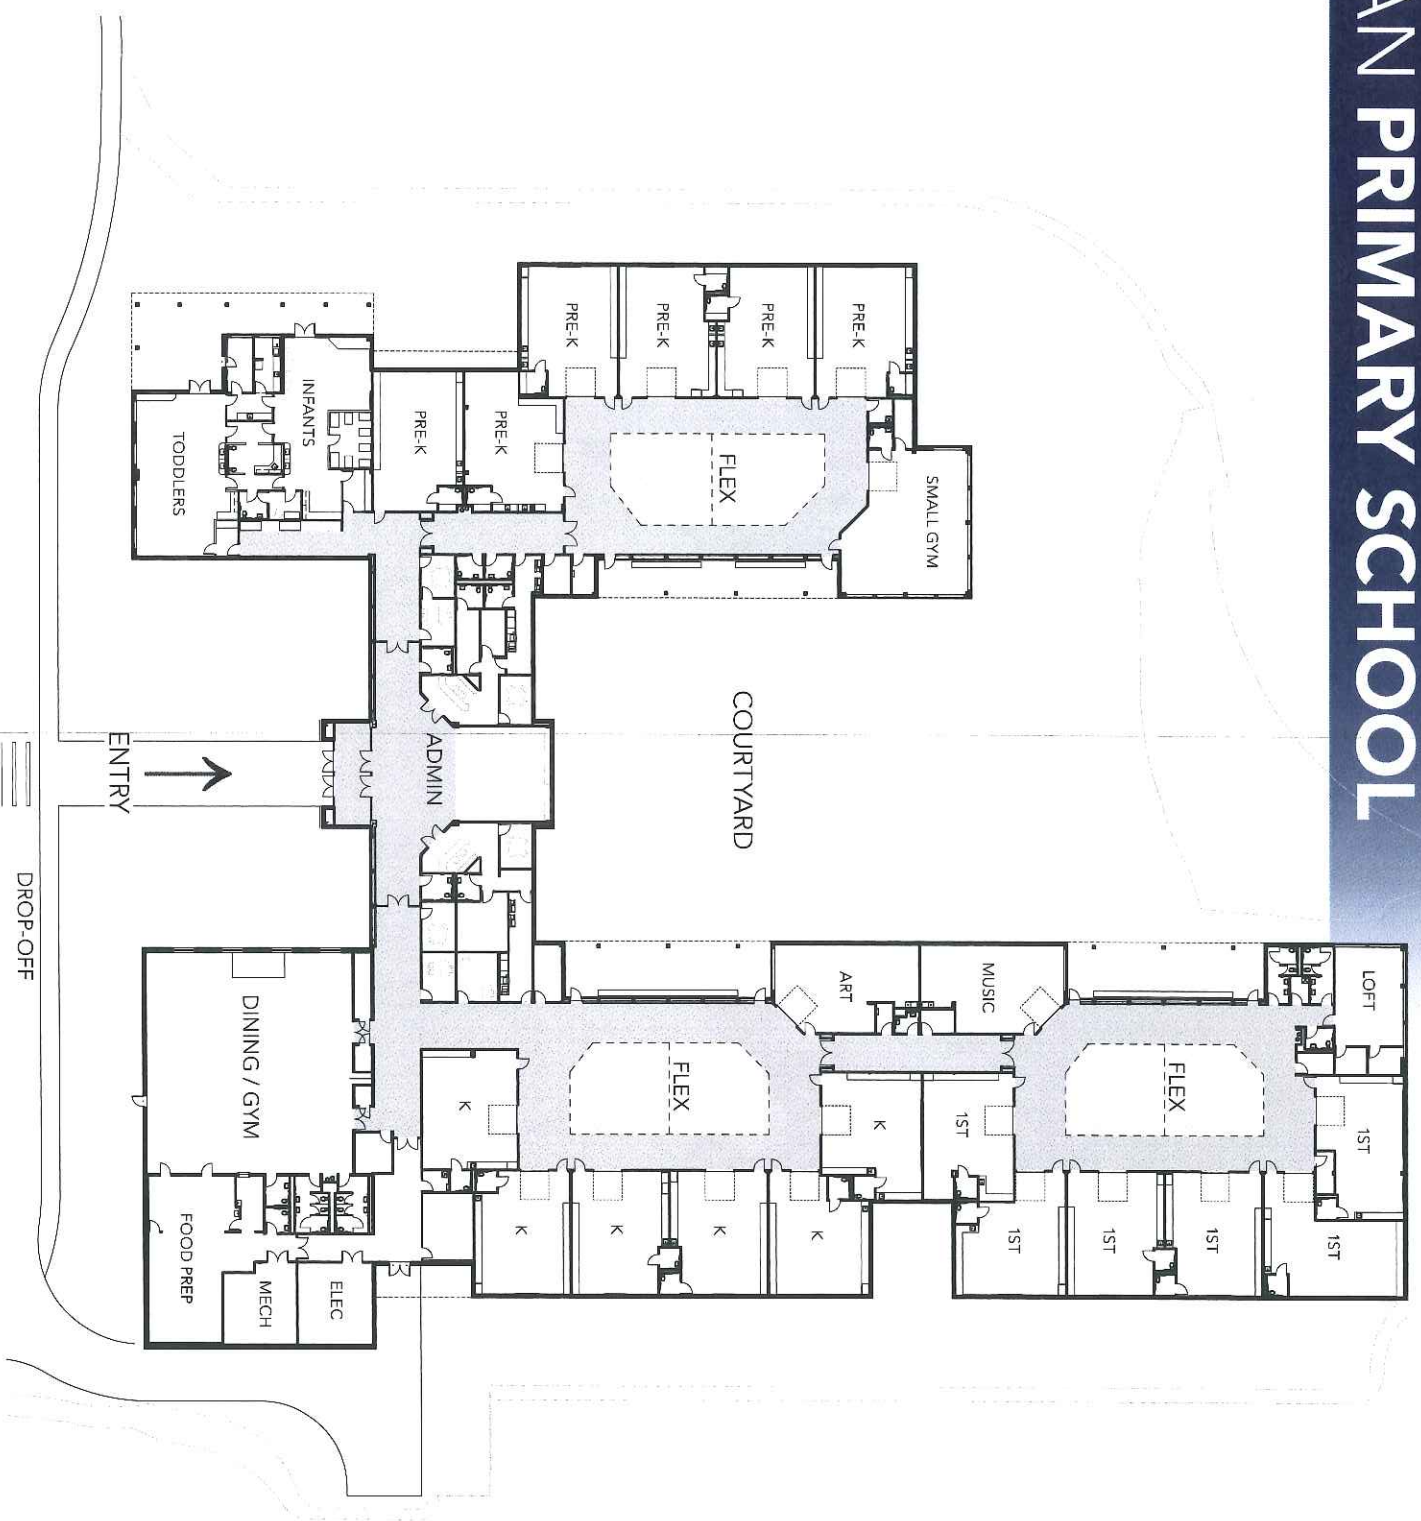 AN PRIMARY SCHOOL
LOFT
1ST
1ST
1ST
FLEX
1ST
1ST
MUSIC
1ST
SMALL GYM
K
PRE-K
ART
K
PRE-K
COURTYARD
FLEX
K
FLEX
PRE-K
K
PRE-K
K
PRE-K
K
ADMIN
PRE-K
ELEC
INFANTS
MECH
DINING / GYM
FOOD PREP
TODDLERS
ENTRY
DROP-OFF